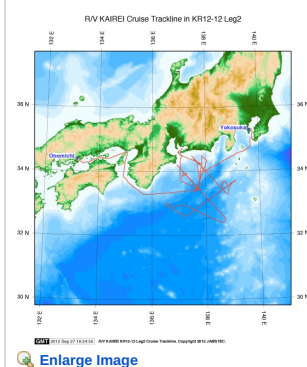 R/V KAIREI Cruise Trackline in KR12-12 Leg2
132 E 134 E 136 E 138 E 140 E
36 N 36 N
Yokosuka
Onomichi
34 N 34 N
32 N 32 N
30 N 30 N
132 E 134 E 136 E 138 E 140 E
GMT 2012 Sep 27 16:24:56 R/V KAIREI KR12-12 Leg2 Cruise Trackline. Copyright 2012 JAMSTEC.
Enlarge Image